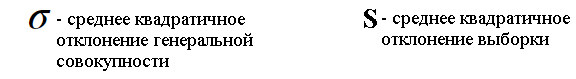 σ - среднее квадратичное
отклонение генеральной
совокупности
S - среднее квадратичное
отклонение выборки